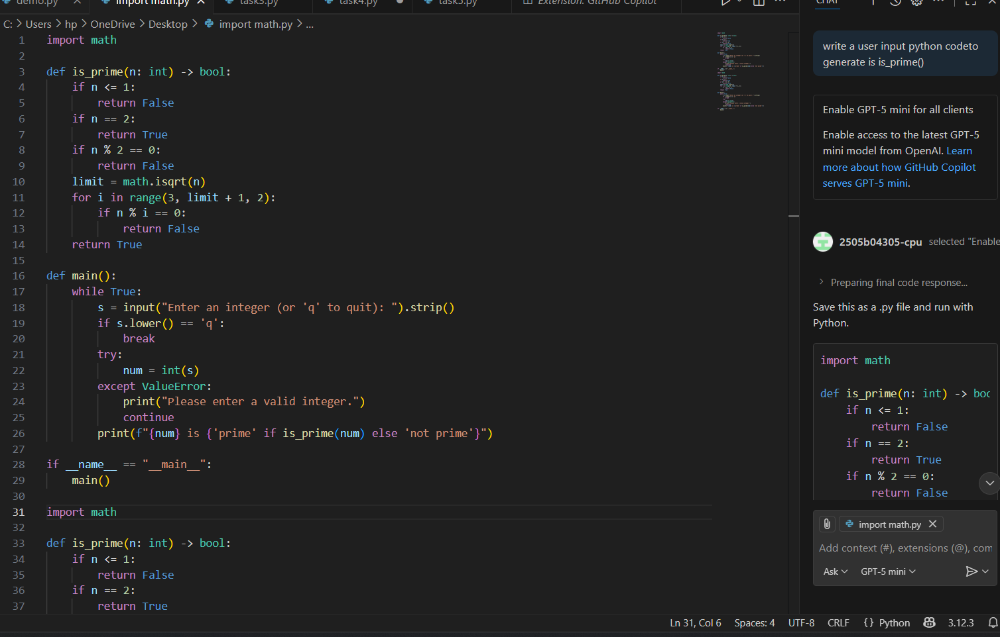 demo.py
import math.py
task3.py
task4.py
task5.py
Extension: GitHub Copilot
CHAT
C: > Users > hp > OneDrive > Desktop > import math.py > ...
1 import math
2
3 def is_prime(n: int) -> bool:
4 if n <= 1:
5 return False
6 if n == 2:
7 return True
8 if n % 2 == 0:
9 return False
10 limit = math.isqrt(n)
11 for i in range(3, limit + 1, 2):
12 if n % i == 0:
13 return False
14 return True
15
16 def main():
17 while True:
18 s = input("Enter an integer (or 'q' to quit): ").strip()
19 if s.lower() == 'q':
20 break
21 try:
22 num = int(s)
23 except ValueError:
24 print("Please enter a valid integer.")
25 continue
26 print(f"{num} is {'prime' if is_prime(num) else 'not prime'}")
27
28 if __name__ == "__main__":
29 main()
30
31 import math
32
33 def is_prime(n: int) -> bool:
34 if n <= 1:
35 return False
36 if n == 2:
37 return True
write a user input python codeto
generate is is_prime()
Enable GPT-5 mini for all clients
Enable access to the latest GPT-5
mini model from OpenAI. Learn
more about how GitHub Copilot
serves GPT-5 mini.
2505b04305-cpu selected "Enable
> Preparing final code response...
Save this as a .py file and run with
Python.
import math
def is_prime(n: int) -> boo
if n <= 1:
return False
if n == 2:
return True
if n % 2 == 0:
return False
import math.py
Add context (#), extensions (@), com
Ask
GPT-5 mini
Ln 31, Col 6
Spaces: 4
UTF-8
CRLF
{} Python
3.12.3